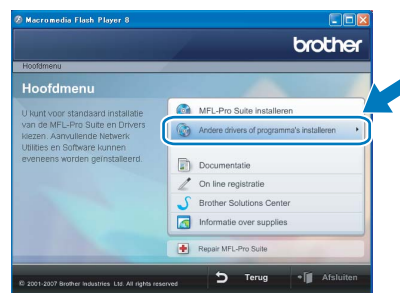 Macromedia Flash Player 8
brother
Hoofdmenu
Hoofdmenu
U kunt voor standaard installatie
van de MFL-Pro Suite en Drivers
kiezen. Aanvullende Netwerk
Utilities en Software kunnen
eveneens worden geïnstalleerd.
MFL-Pro Suite installeren
Andere drivers of programma's installeren
Documentatie
On line registratie
Brother Solutions Center
Informatie over supplies
Repair MFL-Pro Suite
© 2001-2007 Brother Industries Ltd. All rights reserved
Terug
Afsluiten